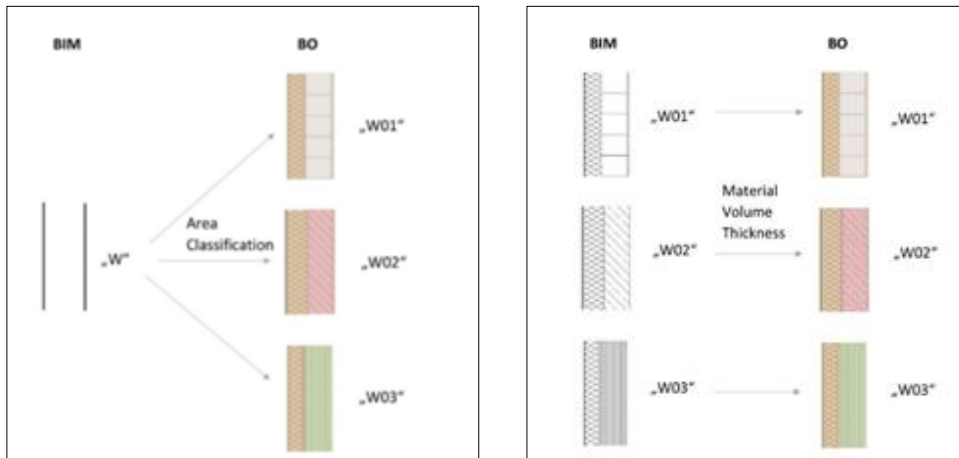 BIM
BO
„W01“
„W“
Area
Classification
„W02“
„W03“
BIM
BO
„W01“
„W01“
Material
Volume
Thickness
„W02“
„W02“
„W03“
„W03“